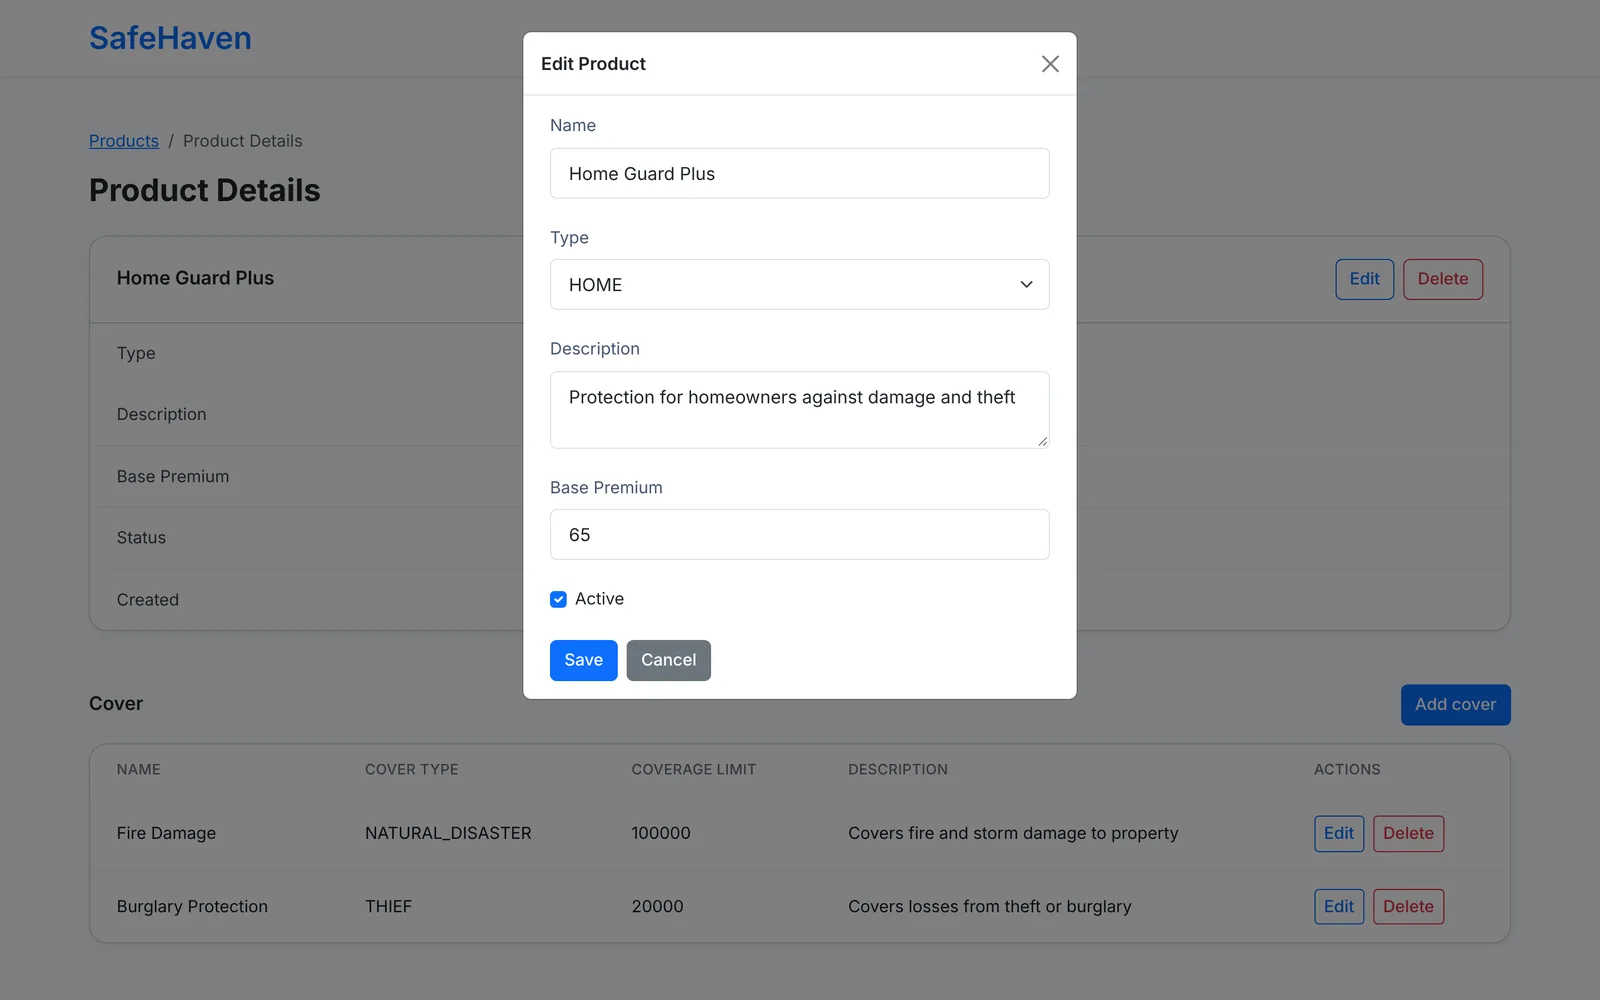 SafeHaven
Products / Product Details
Product Details
Home Guard Plus
Edit Delete
Type
Description
Base Premium
Status
Created
Edit Product
Name
Home Guard Plus
Type
HOME
Description
Protection for homeowners against damage and theft
Base Premium
65
Active
Save Cancel
Cover
Add cover
NAME COVER TYPE COVERAGE LIMIT DESCRIPTION ACTIONS
Fire Damage NATURAL_DISASTER 100000 Covers fire and storm damage to property Edit Delete
Burglary Protection THIEF 20000 Covers losses from theft or burglary Edit Delete